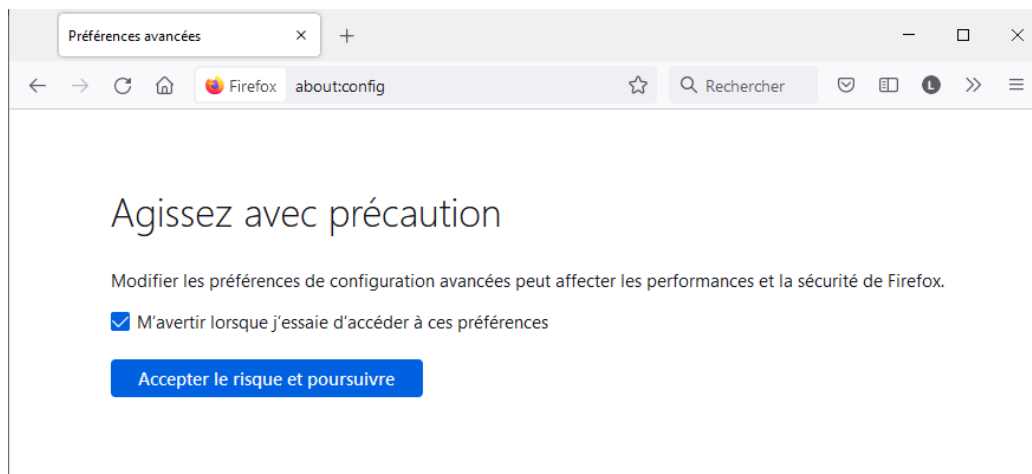 Préférences avancées
Firefox about:config Rechercher L
Agissez avec précaution
Modifier les préférences de configuration avancées peut affecter les performances et la sécurité de Firefox.
M’avertir lorsque j’essaie d’accéder à ces préférences
Accepter le risque et poursuivre